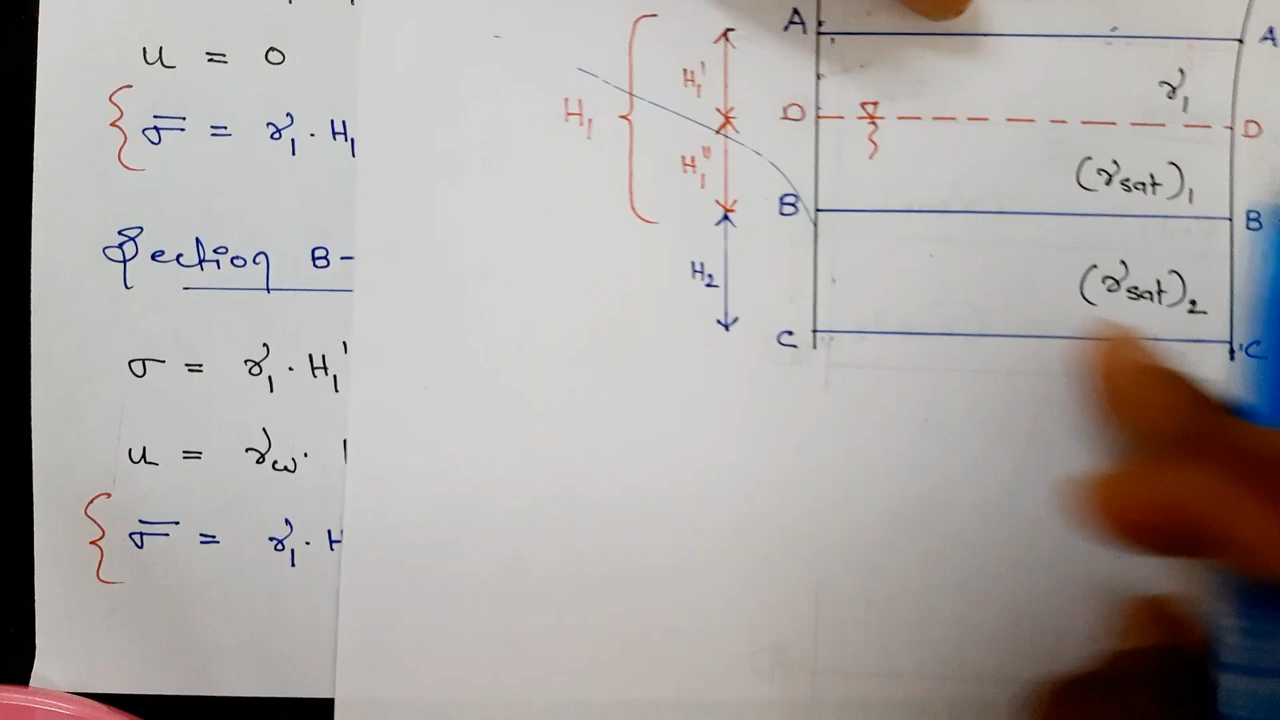 u = 0
σ̅ = γ₁ · H₁
Section B-
σ = γ₁ · H₁'
u = γω ·
σ̅ = γ₁ · H
A A
H₁' γ₁
H₁ D D
H₁" (γsat)₁
B B
H₂ (γsat)₂
C C